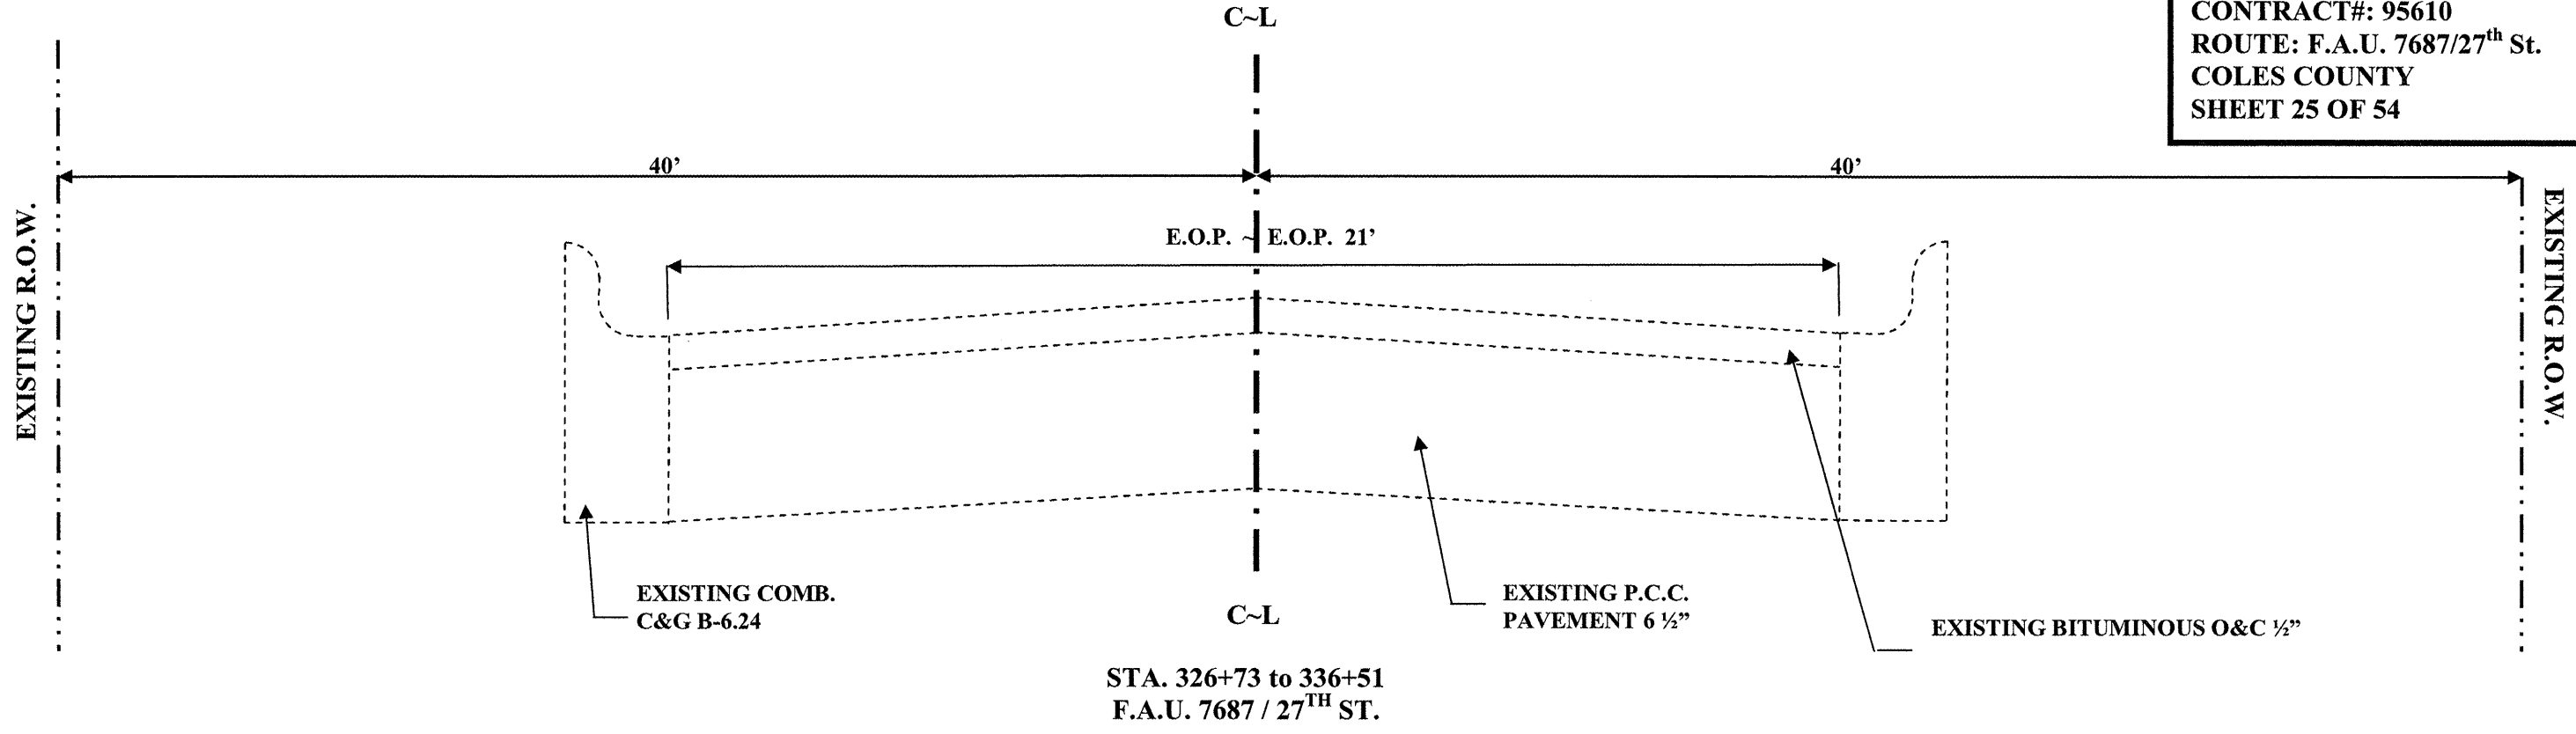 C~L
CONTRACT#: 95610
ROUTE: F.A.U. 7687/27th St.
COLES COUNTY
SHEET 25 OF 54
40’
40’
EXISTING R.O.W.
E.O.P. ~ E.O.P. 21’
EXISTING R.O.W.
EXISTING COMB.
C&G B-6.24
C~L
EXISTING P.C.C.
PAVEMENT 6 ½”
EXISTING BITUMINOUS O&C ½”
STA. 326+73 to 336+51
F.A.U. 7687 / 27TH ST.